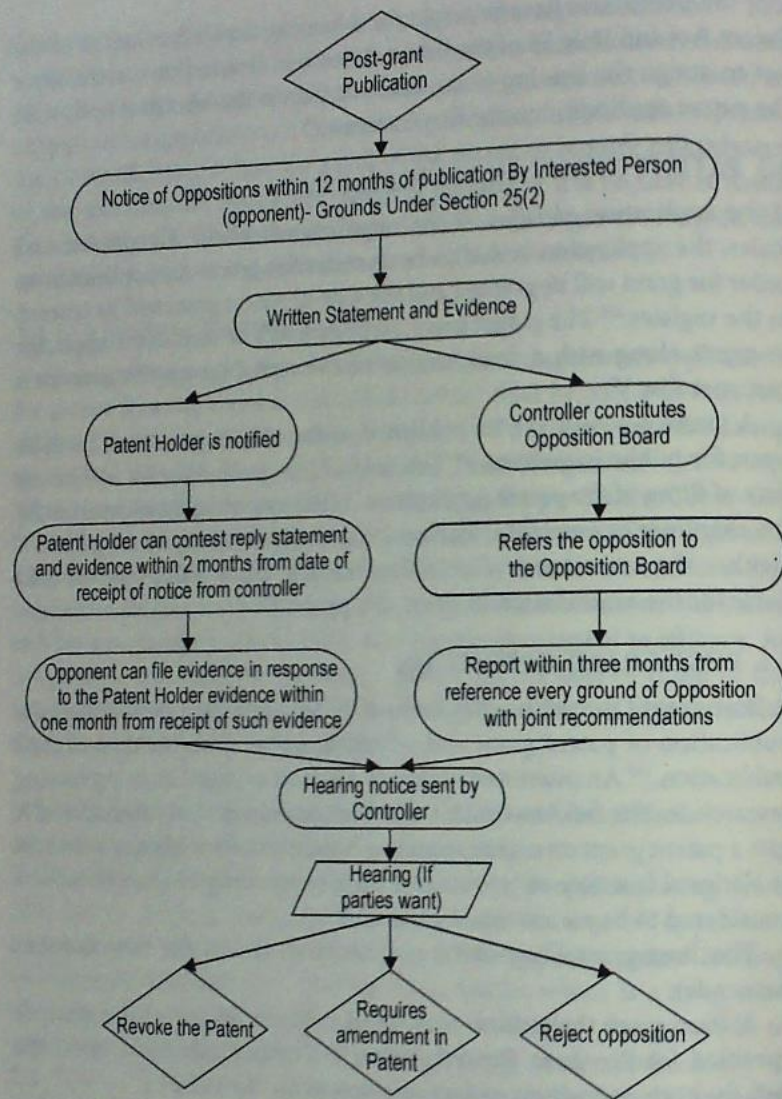 Post-grant
Publication
Notice of Oppositions within 12 months of publication By Interested Person
(opponent)- Grounds Under Section 25(2)
Written Statement and Evidence
Patent Holder is notified
Patent Holder can contest reply statement
and evidence within 2 months from date of
receipt of notice from controller
Opponent can file evidence in response
to the Patent Holder evidence within
one month from receipt of such evidence
Controller constitutes
Opposition Board
Refers the opposition to
the Opposition Board
Report within three months from
reference every ground of Opposition
with joint recommendations
Hearing notice sent by
Controller
Hearing (If
parties want)
Revoke the Patent
Requires
amendment in
Patent
Reject opposition